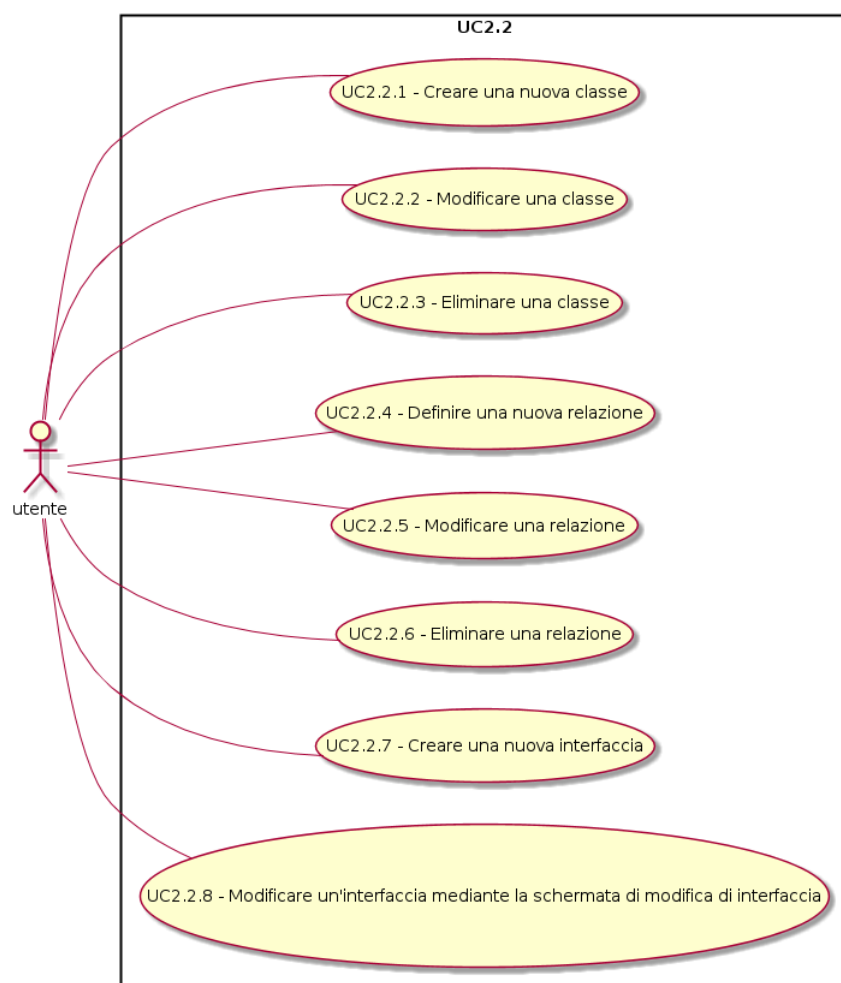 UC2.2
UC2.2.1 - Creare una nuova classe
UC2.2.2 - Modificare una classe
UC2.2.3 - Eliminare una classe
UC2.2.4 - Definire una nuova relazione
utente
UC2.2.5 - Modificare una relazione
UC2.2.6 - Eliminare una relazione
UC2.2.7 - Creare una nuova interfaccia
UC2.2.8 - Modificare un'interfaccia mediante la schermata di modifica di interfaccia